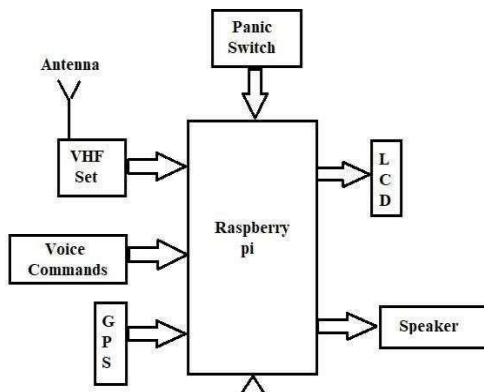 Panic
Switch
Antenna
VHF
Set
L
C
D
Raspberry
pi
Voice
Commands
G
P
S
Speaker